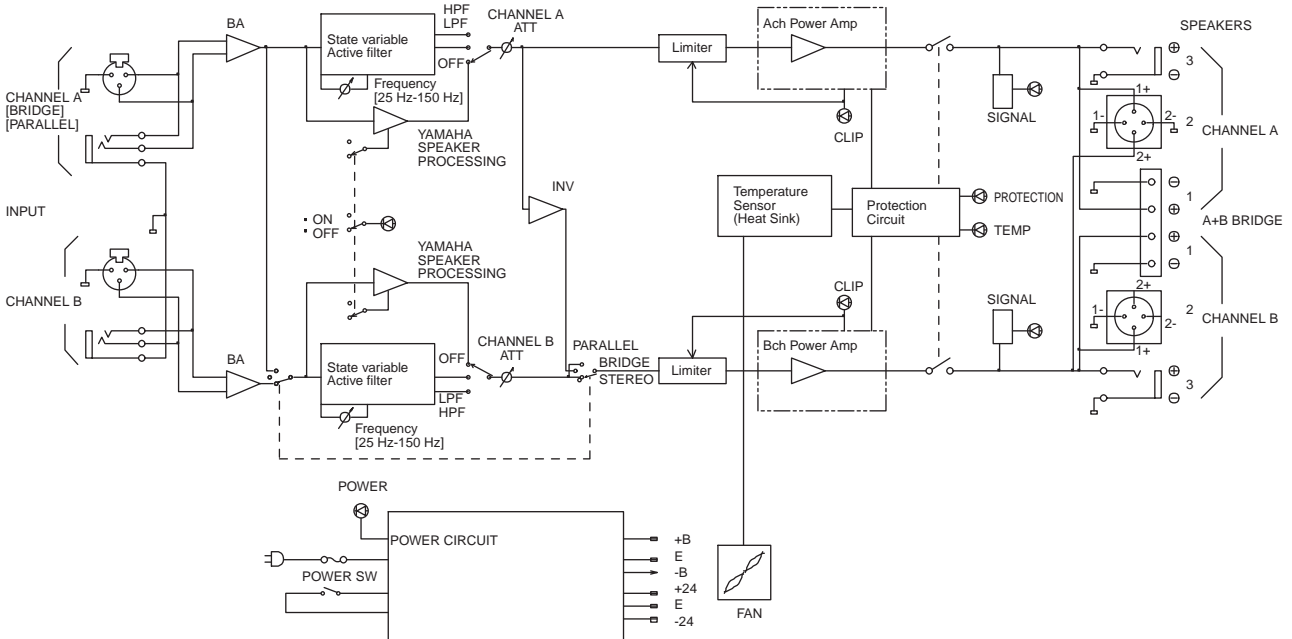 BA
HPF
LPF
OFF
CHANNEL A
ATT
State variable
Active filter
Frequency
[25 Hz-150 Hz]
CHANNEL A
[BRIDGE]
[PARALLEL]
YAMAHA
SPEAKER
PROCESSING
Limiter
Ach Power Amp
CLIP
SIGNAL
SPEAKERS
3
1+
1-
2-
2
2+
CHANNEL A
INV
INPUT
ON
OFF
Temperature
Sensor
(Heat Sink)
Protection
Circuit
PROTECTION
TEMP
1
A+B BRIDGE
1
YAMAHA
SPEAKER
PROCESSING
CHANNEL B
BA
State variable
Active filter
Frequency
[25 Hz-150 Hz]
OFF
LPF
HPF
CHANNEL B
ATT
PARALLEL
BRIDGE
STEREO
Limiter
CLIP
Bch Power Amp
SIGNAL
2+
1-
2-
2
1+
CHANNEL B
3
POWER
POWER CIRCUIT
POWER SW
+B
E
-B
+24
E
-24
FAN